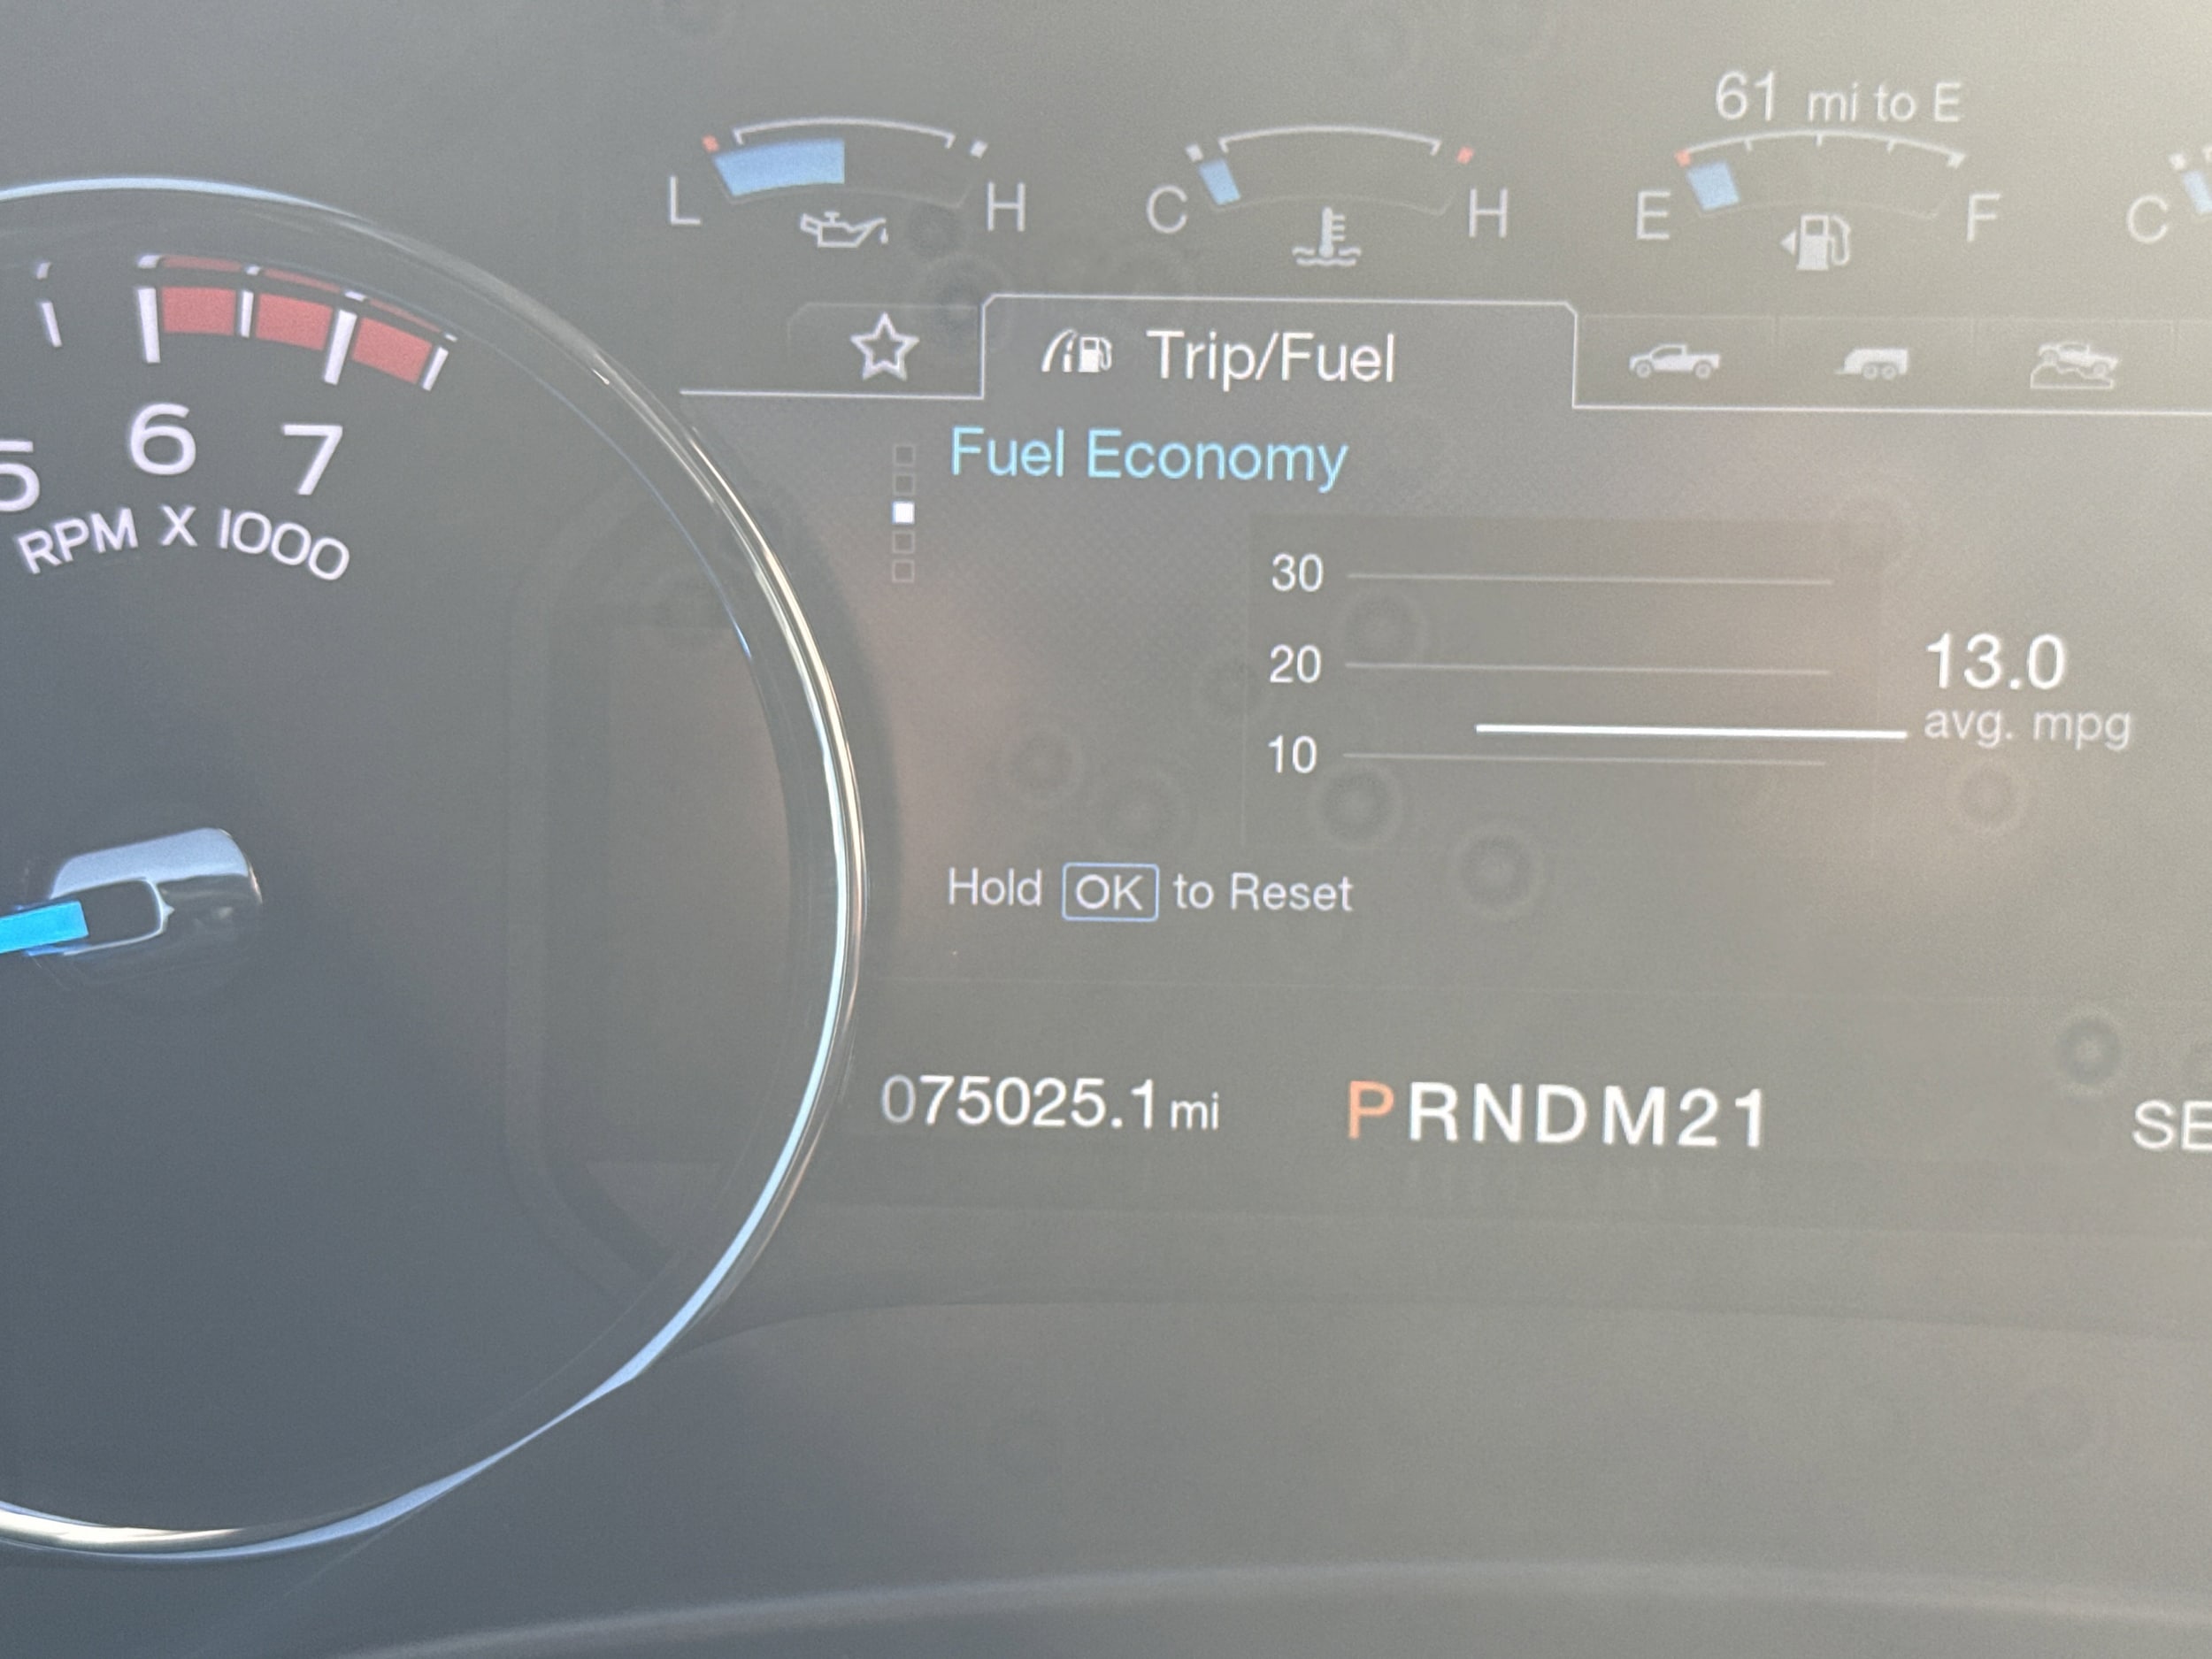 61 mi to E
L H C H E F C
Trip/Fuel
Fuel Economy
5 6 7
RPM X 1000
30
20
10
13.0
avg. mpg
Hold OK to Reset
075025.1 mi PRNDM21 SE